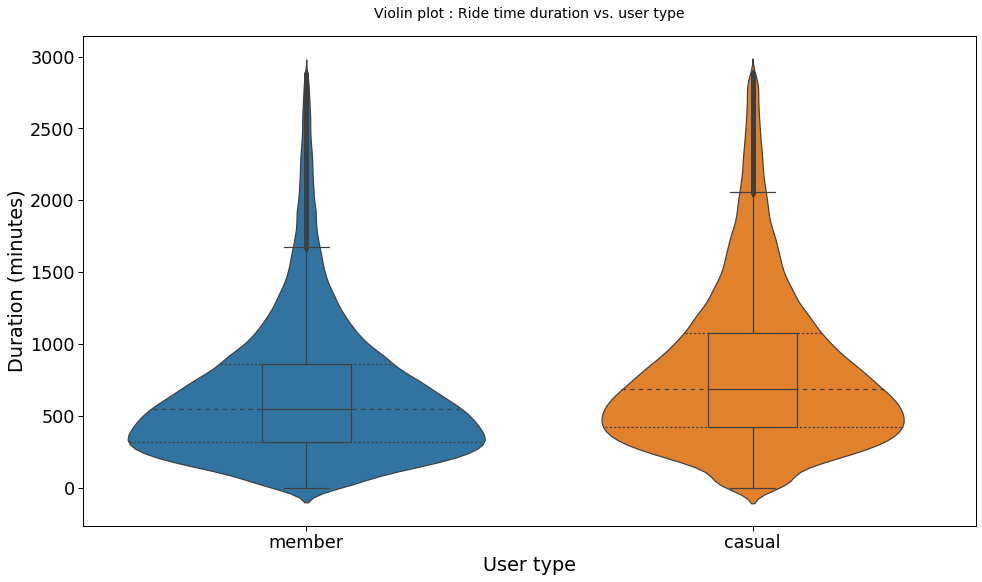 Violin plot : Ride time duration vs. user type
3000
2500
2000
1500
1000
500
0
Duration (minutes)
member
casual
User type